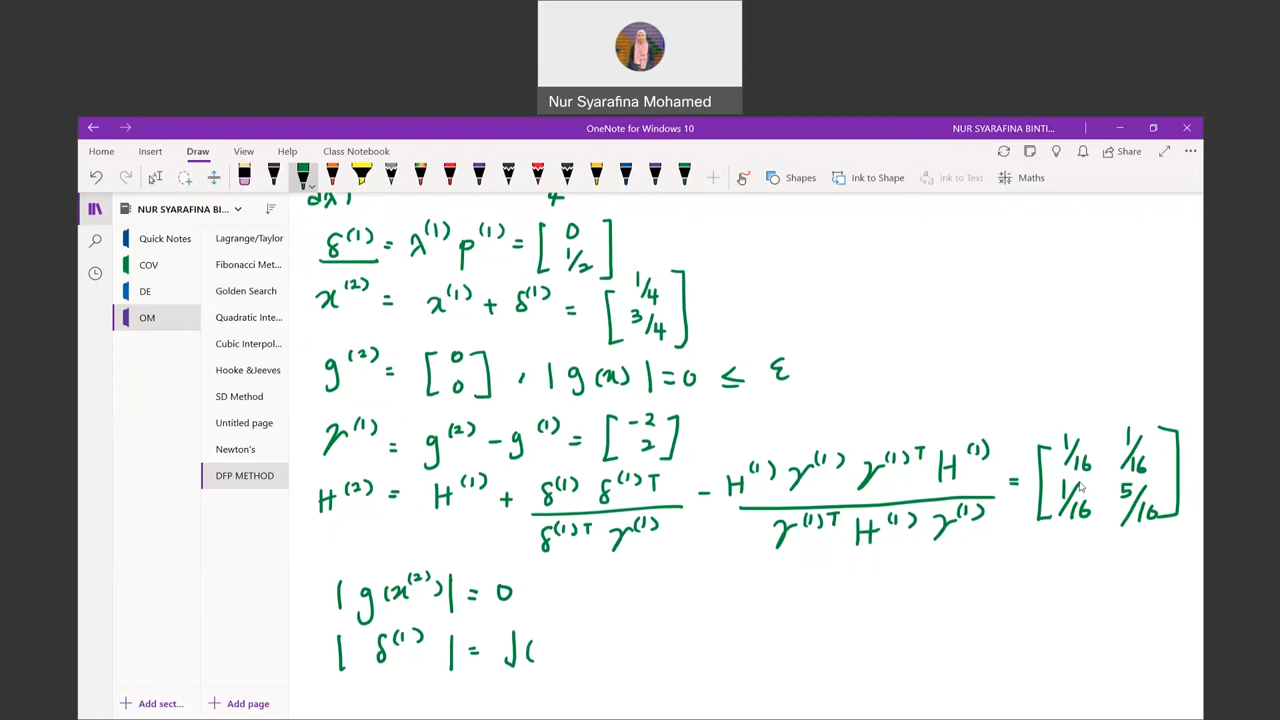 Nur Syarafina Mohamed
OneNote for Windows 10
NUR SYARAFINA BINTI...
Home Insert Draw View Help Class Notebook
Share
Shapes Ink to Shape Ink to Text Maths
NUR SYARAFINA BI...
Quick Notes
COV
DE
OM
Lagrange/Taylor
Fibonacci Met...
Golden Search
Quadratic Inte...
Cubic Interpol...
Hooke &Jeeves
SD Method
Untitled page
Newton's
DFP METHOD
Add sect...
Add page
δ⁽¹⁾ = λ⁽¹⁾ p⁽¹⁾ = [0 1/2]
x⁽²⁾ = x⁽¹⁾ + δ⁽¹⁾ = [1/4 3/4]
g⁽²⁾ = [0 0] , |g(x)| = 0 ≤ ε
γ⁽¹⁾ = g⁽²⁾ - g⁽¹⁾ = [-2 2]
H⁽²⁾ = H⁽¹⁾ + δ⁽¹⁾ δ⁽¹⁾ᵀ / δ⁽¹⁾ᵀ γ⁽¹⁾ - H⁽¹⁾ γ⁽¹⁾ γ⁽¹⁾ᵀ H⁽¹⁾ / γ⁽¹⁾ᵀ H⁽¹⁾ γ⁽¹⁾ = [1/16 1/16 1/16 5/16]
|g(x⁽²⁾)| = 0
|δ⁽¹⁾| = √(